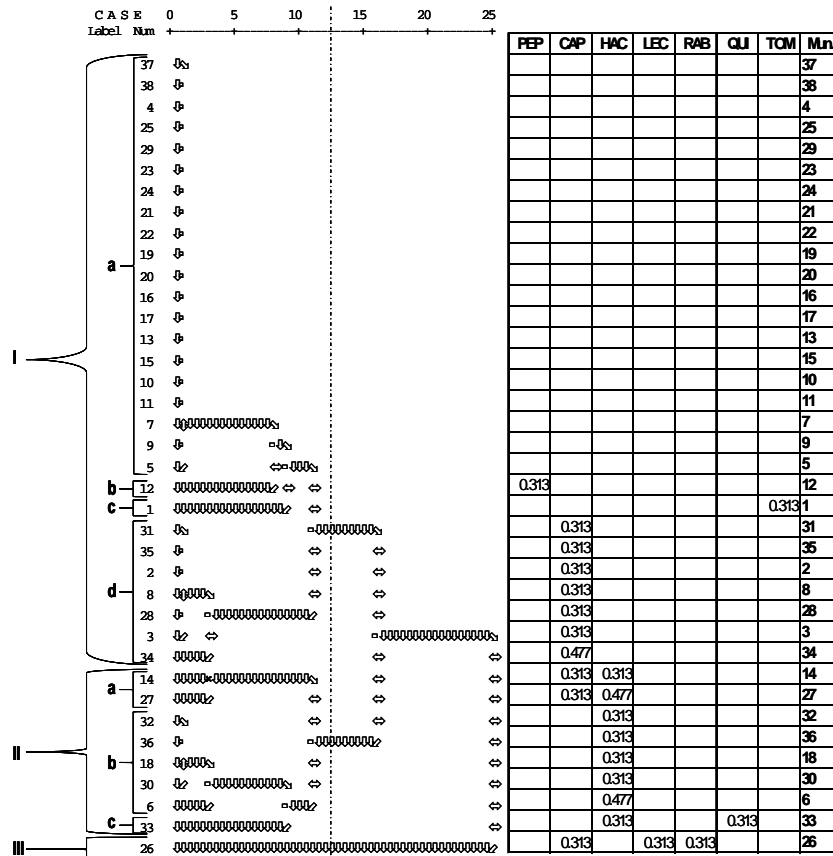 C A S E 0 5 10 15 20 25
Label Num
PEP CAP HAC LEC RAB QUI TOM Mun.
37 37
38 38
4 4
25 25
29 29
23 23
24 24
21 21
22 22
19 19
a 20 20
16 16
17 17
13 13
I 15 15
10 10
11 11
7 7
9 9
5 5
b 12 0.313 12
c 1 0.313 1
31 0.313 31
35 0.313 35
2 0.313 2
d 8 0.313 8
28 0.313 28
3 0.313 3
34 0.477 34
a 14 0.313 0.313 14
27 0.313 0.477 27
32 0.313 32
36 0.313 36
II b 18 0.313 18
30 0.313 30
6 0.477 6
c 33 0.313 0.313 33
III 26 0.313 0.313 0.313 26